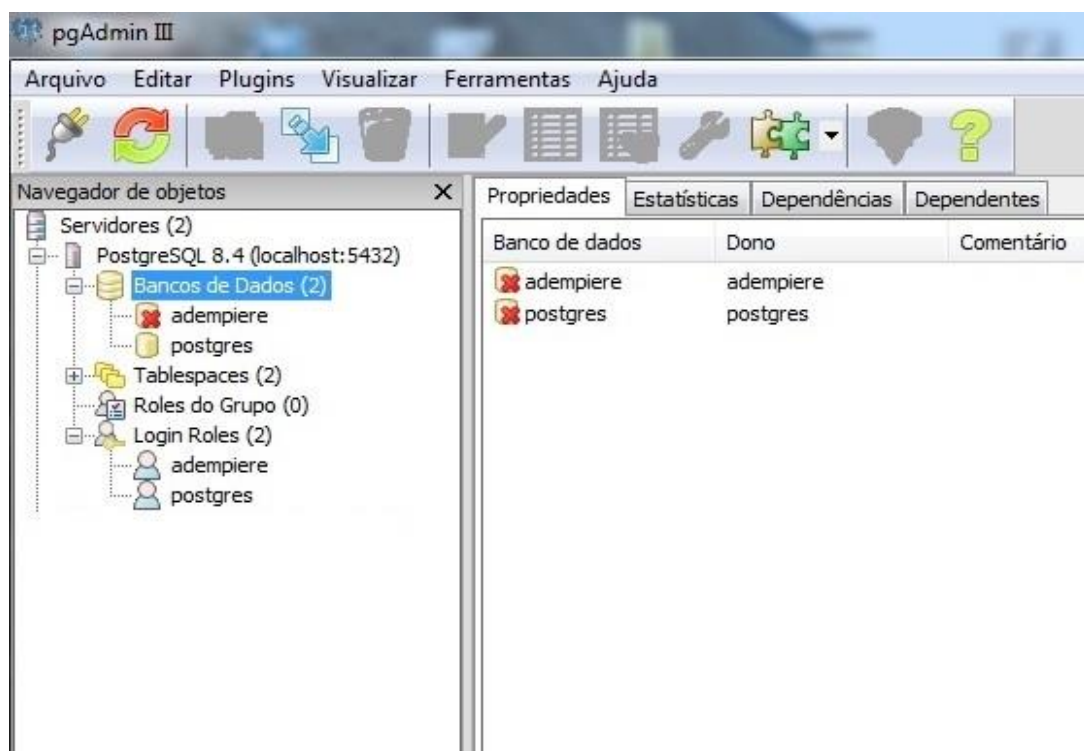 pgAdmin III
Arquivo Editar Plugins Visualizar Ferramentas Ajuda
Navegador de objetos
Servidores (2)
PostgreSQL 8.4 (localhost:5432)
Bancos de Dados (2)
adempiere
postgres
Tablespaces (2)
Roles do Grupo (0)
Login Roles (2)
adempiere
postgres
Propriedades Estatísticas Dependências Dependentes
Banco de dados Dono Comentário
adempiere adempiere
postgres postgres